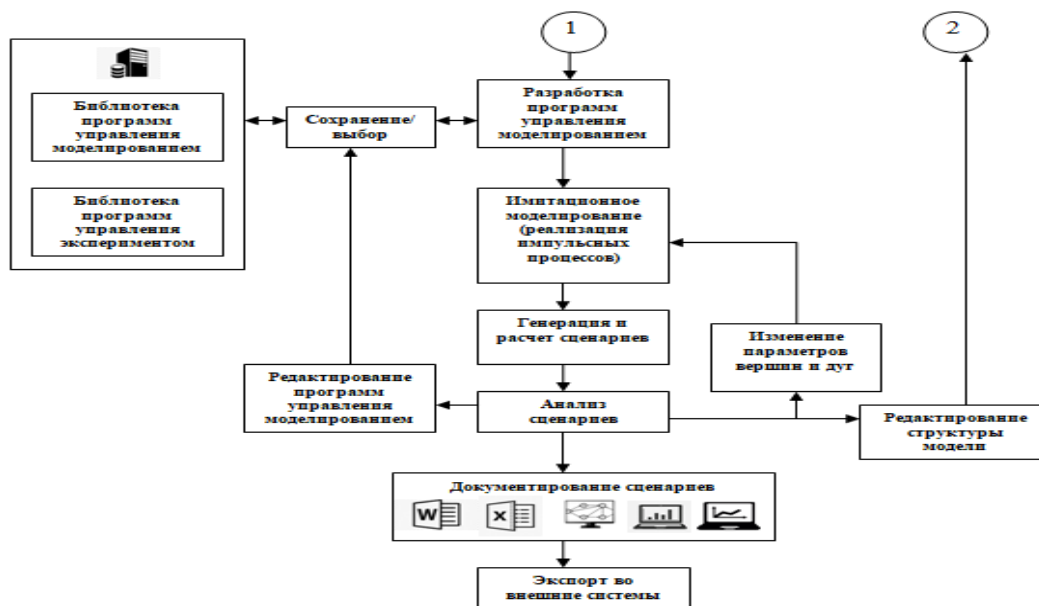 1
2
Библиотека
программ
управления
моделированием
Библиотека
программ
управления
экспериментом
Сохранение/
выбор
Разработка
программ
управления
моделированием
Имитационное
моделирование
(реализация
импульсных
процессов)
Генерация и
расчет сценариев
Изменение
параметров
вершин и дуг
Редактирование
программ
управления
моделированием
Анализ
сценариев
Редактирование
структуры
модели
Документирование сценариев
W
X
Экспорт во
внешние системы